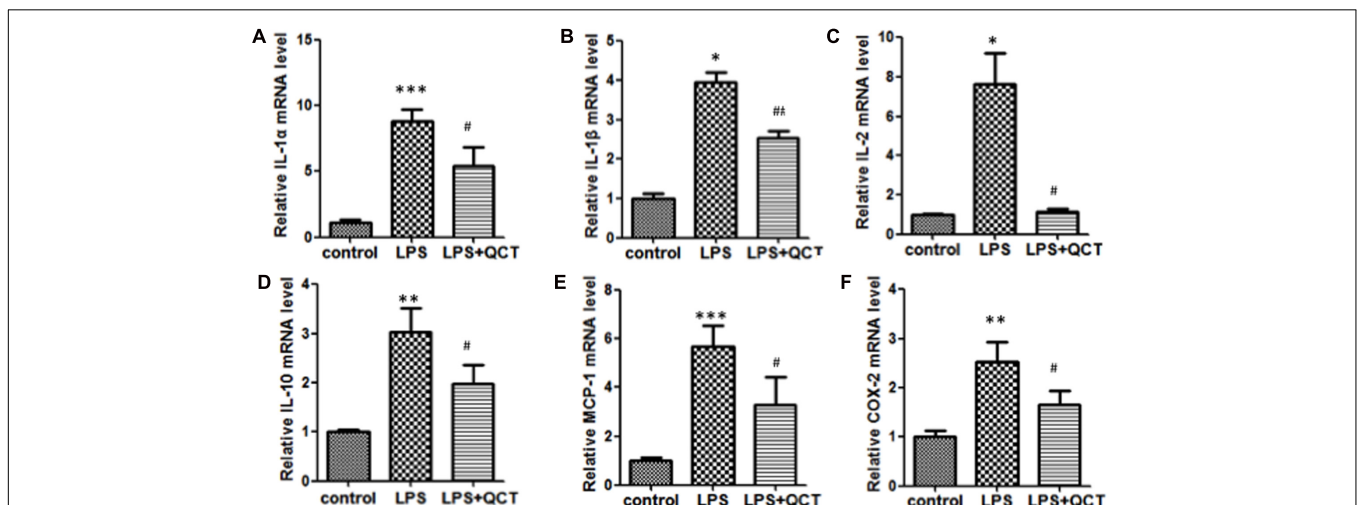 A
Relative IL-1α mRNA level
15
10
5
0
***
#
control LPS LPS+QCT
B
Relative IL-1β mRNA level
5
4
3
2
1
0
*
##
control LPS LPS+QCT
C
Relative IL-2 mRNA level
10
8
6
4
2
0
*
#
control LPS LPS+QCT
D
Relative IL-10 mRNA level
4
3
2
1
0
**
#
control LPS LPS+QCT
E
Relative MCP-1 mRNA level
8
6
4
2
0
***
#
control LPS LPS+QCT
F
Relative COX-2 mRNA level
4
3
2
1
0
**
#
control LPS LPS+QCT